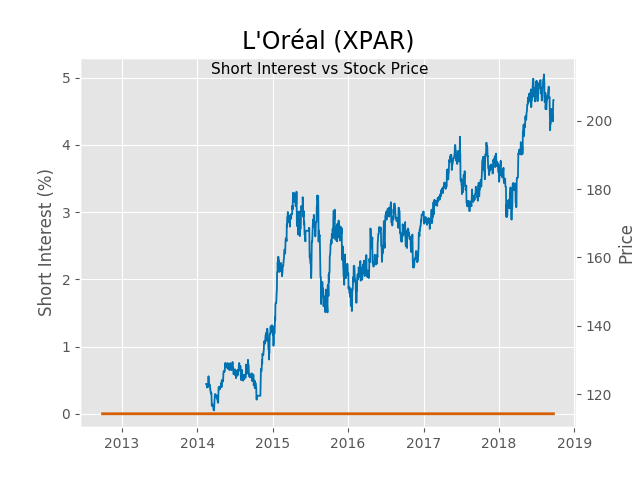 L'Oréal (XPAR)
Short Interest vs Stock Price
Short Interest (%)
5
4
3
2
1
0
200
180
160
140
120
Price
2013 2014 2015 2016 2017 2018 2019